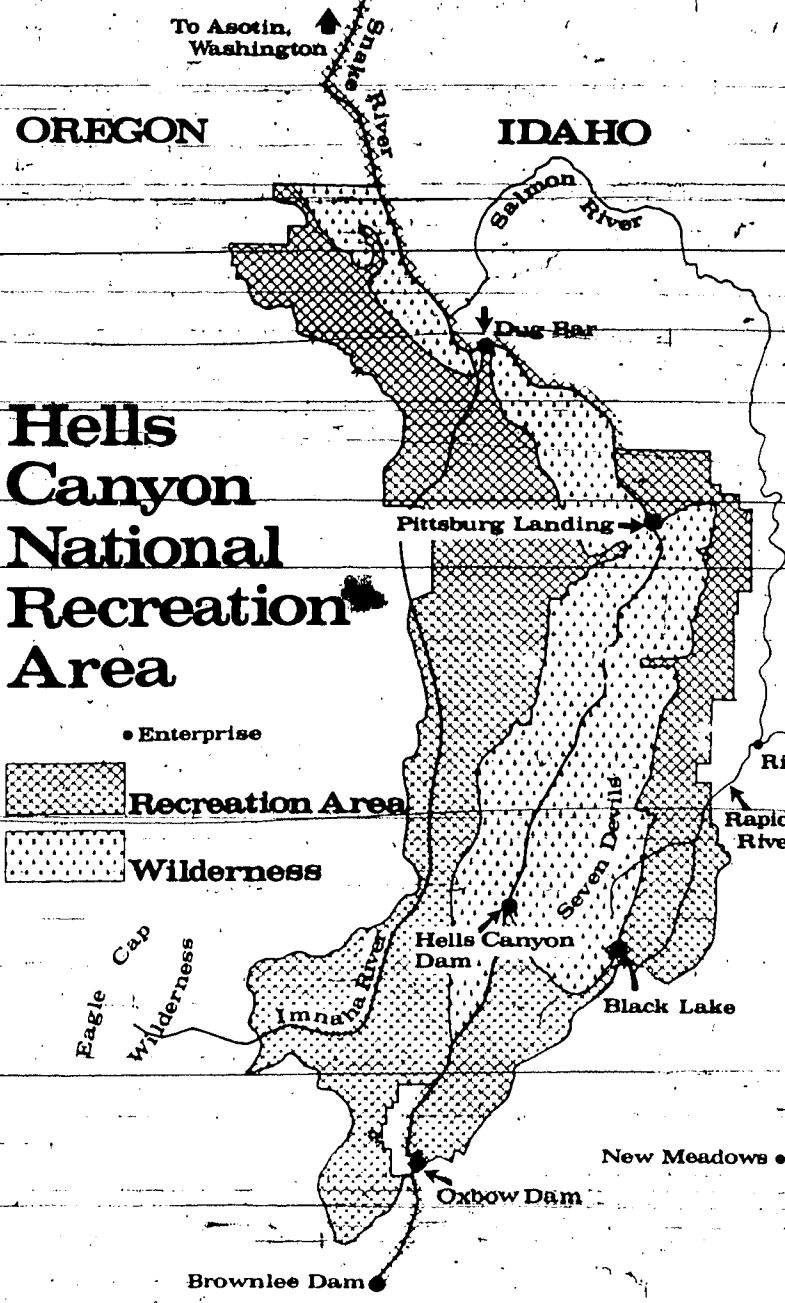 To Asotin,
Washington
Snake River
OREGON
IDAHO
Salmon River
Dug Bar
Hells
Canyon
National
Recreation
Area
Pittsburg Landing
Enterprise
Recreation Area
Wilderness
Seven Devils
Rapid
Hells Canyon
Dam
Black Lake
Eagle Cap
Wilderness
Imnaha River
New Meadows
Oxbow Dam
Brownlee Dam